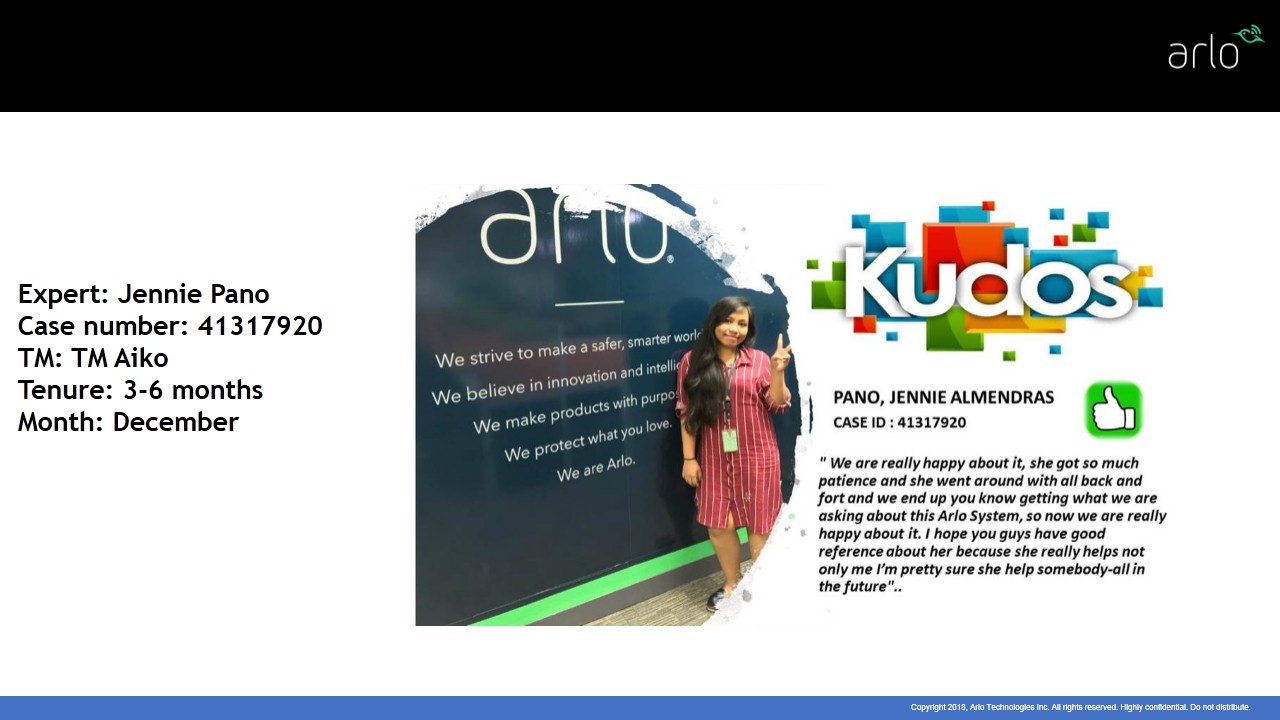 arlo
Expert: Jennie Pano
Case number: 41317920
TM: TM Aiko
Tenure: 3-6 months
Month: December
arlo®
We strive to make a safer, smarter world
We believe in innovation and
We make products with
We protect what you love.
We are Arlo.
Kudos
PANO, JENNIE ALMENDRAS
CASE ID : 41317920
" We are really happy about it, she got so much
patience and she went around with all back and
fort and we end up you know getting what we are
asking about this Arlo System, so now we are really
happy about it. I hope you guys have good
reference about her because she really helps not
only me I'm pretty sure she help somebody-all in
the future"..
Copyright 2018, Arlo Technologies Inc. All rights reserved. Highly confidential. Do not distribute.